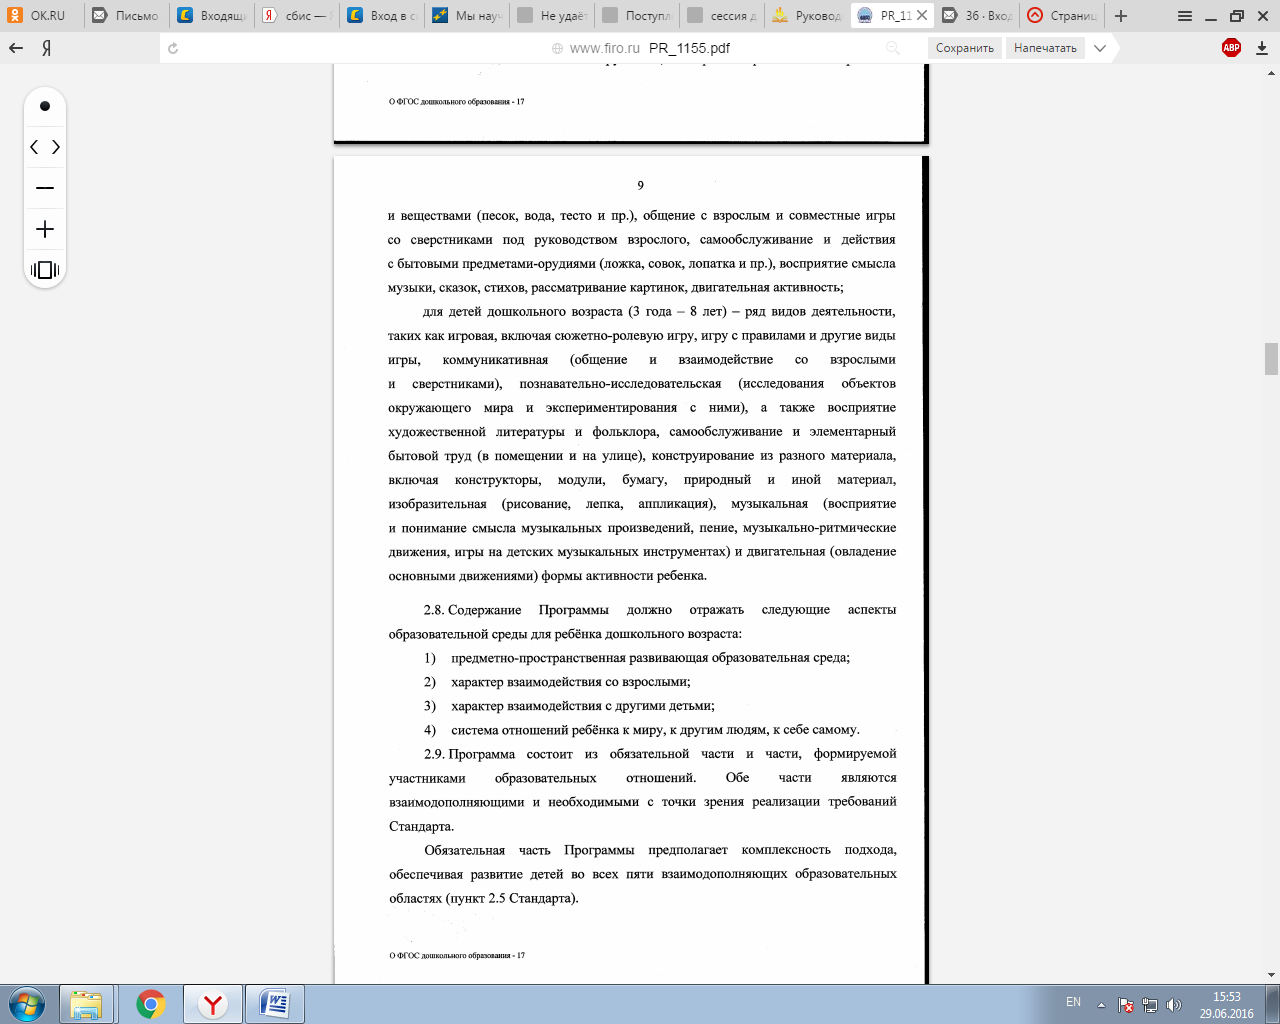 OK.RU
Письмо
Входящи
сбис —
Вход в с
Мы науч
Не удаёт
Поступл
сессия д
Руковод
PR_11
36 · Вход
Страниц
www.firo.ru PR_1155.pdf
Сохранить
Напечатать
ABP
О ФГОС дошкольного образования - 17
9
и веществами (песок, вода, тесто и пр.), общение с взрослым и совместные игры
со сверстниками под руководством взрослого, самообслуживание и действия
с бытовыми предметами-орудиями (ложка, совок, лопатка и пр.), восприятие смысла
музыки, сказок, стихов, рассматривание картинок, двигательная активность;
для детей дошкольного возраста (3 года – 8 лет) – ряд видов деятельности,
таких как игровая, включая сюжетно-ролевую игру, игру с правилами и другие виды
игры, коммуникативная (общение и взаимодействие со взрослыми
и сверстниками), познавательно-исследовательская (исследования объектов
окружающего мира и экспериментирования с ними), а также восприятие
художественной литературы и фольклора, самообслуживание и элементарный
бытовой труд (в помещении и на улице), конструирование из разного материала,
включая конструкторы, модули, бумагу, природный и иной материал,
изобразительная (рисование, лепка, аппликация), музыкальная (восприятие
и понимание смысла музыкальных произведений, пение, музыкально-ритмические
движения, игры на детских музыкальных инструментах) и двигательная (овладение
основными движениями) формы активности ребенка.
2.8. Содержание Программы должно отражать следующие аспекты
образовательной среды для ребёнка дошкольного возраста:
1) предметно-пространственная развивающая образовательная среда;
2) характер взаимодействия со взрослыми;
3) характер взаимодействия с другими детьми;
4) система отношений ребёнка к миру, к другим людям, к себе самому.
2.9. Программа состоит из обязательной части и части, формируемой
участниками образовательных отношений. Обе части являются
взаимодополняющими и необходимыми с точки зрения реализации требований
Стандарта.
Обязательная часть Программы предполагает комплексность подхода,
обеспечивая развитие детей во всех пяти взаимодополняющих образовательных
областях (пункт 2.5 Стандарта).
О ФГОС дошкольного образования - 17
EN
15:53
29.06.2016